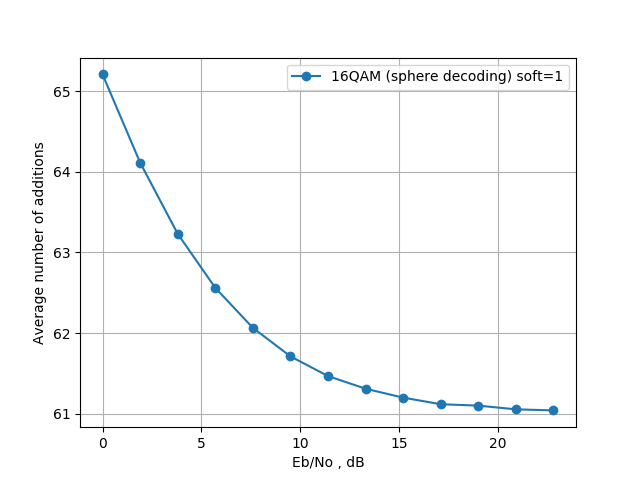 16QAM (sphere decoding) soft=1
65
64
63
62
61
Average number of additions
0 5 10 15 20
Eb/No , dB